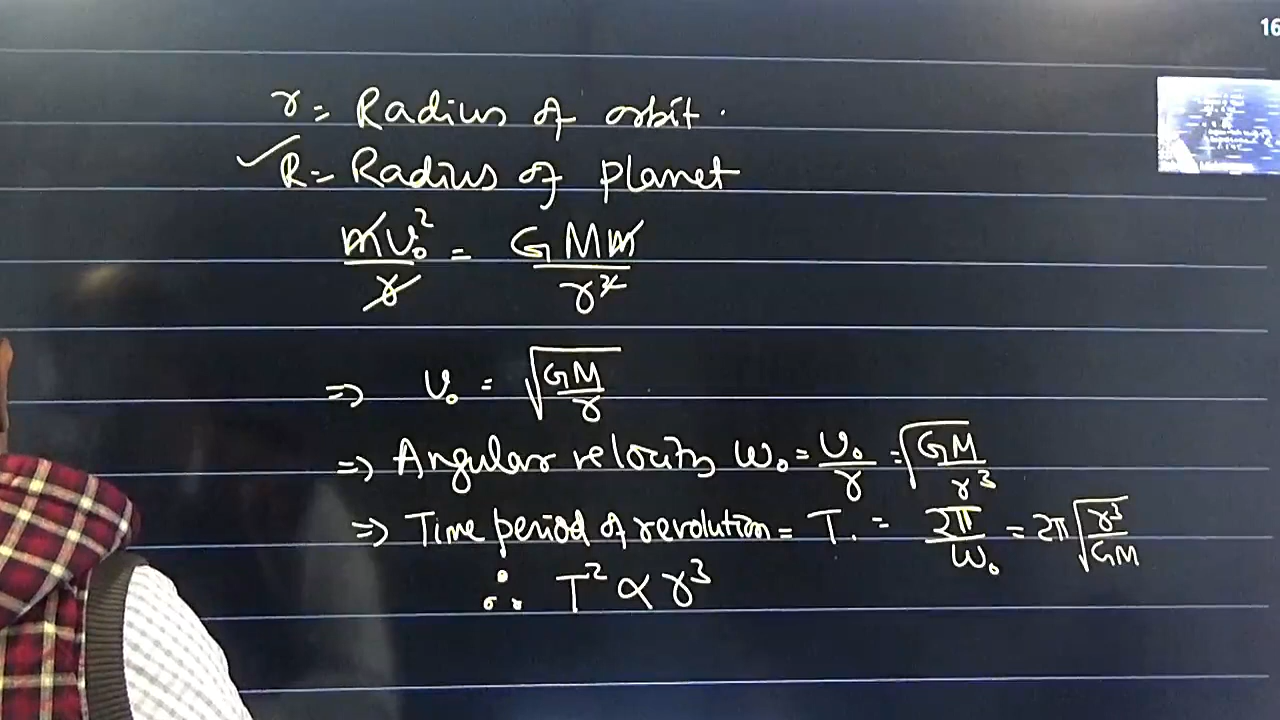 16
r = Radius of orbit.
✓ R = Radius of planet
mv₀²/r = GMm/r²
=> v₀ = √(GM/r)
=> Angular velocity ω₀ = v₀/r = √(GM/r³)
=> Time period of revolution = T. = 2π/ω₀ = 2π√(r³/GM)
∴ T² ∝ r³